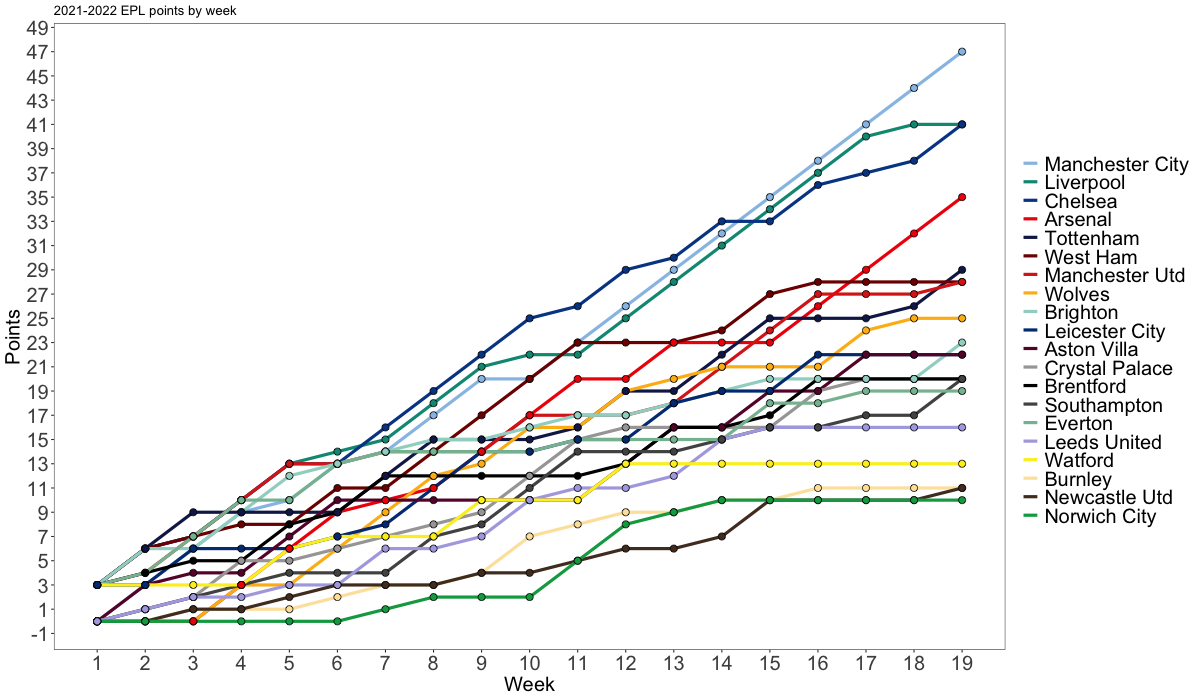 2021-2022 EPL points by week
49
47
45
43
41
39
37
35
33
31
29
27
25
23
21
19
17
15
13
11
9
7
5
3
1
-1
Points
1 2 3 4 5 6 7 8 9 10 11 12 13 14 15 16 17 18 19
Week
Manchester City
Liverpool
Chelsea
Arsenal
Tottenham
West Ham
Manchester Utd
Wolves
Brighton
Leicester City
Aston Villa
Crystal Palace
Brentford
Southampton
Everton
Leeds United
Watford
Burnley
Newcastle Utd
Norwich City